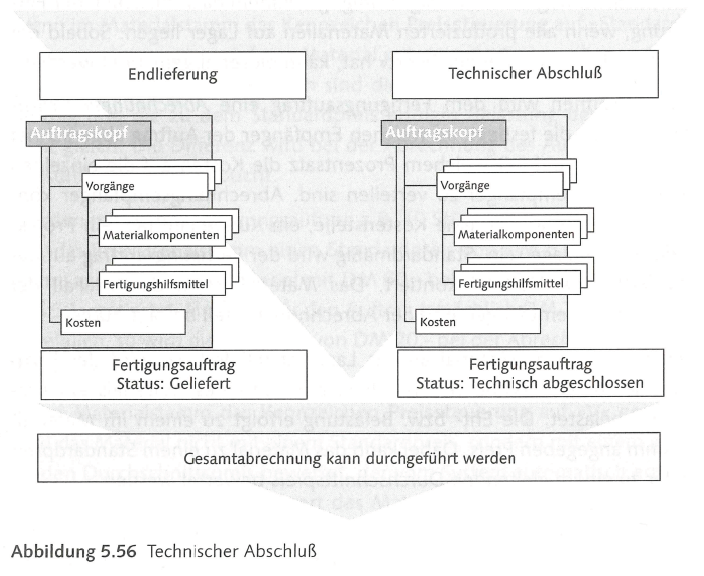 Endlieferung
Auftragskopf
Vorgänge
Materialkomponenten
Fertigungshilfsmittel
Kosten
Fertigungsauftrag
Status: Geliefert
Technischer Abschluß
Auftragskopf
Vorgänge
Materialkomponenten
Fertigungshilfsmittel
Kosten
Fertigungsauftrag
Status: Technisch abgeschlossen
Gesamtabrechnung kann durchgeführt werden
Abbildung 5.56 Technischer Abschluß